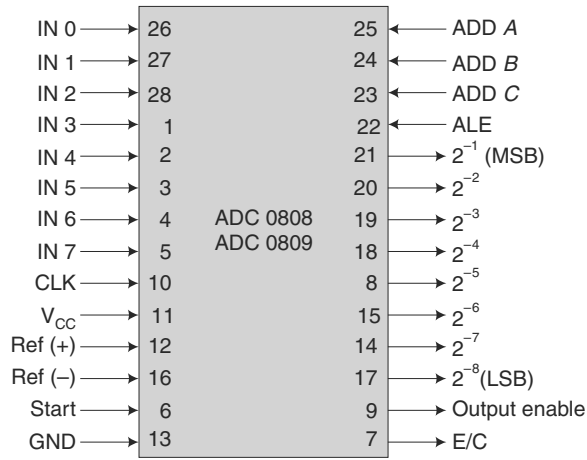 IN 0 26 25 ADD A
IN 1 27 24 ADD B
IN 2 28 23 ADD C
IN 3 1 22 ALE
IN 4 2 21 2⁻¹ (MSB)
IN 5 3 20 2⁻²
IN 6 4 ADC 0808 19 2⁻³
ADC 0809
IN 7 5 18 2⁻⁴
CLK 10 8 2⁻⁵
V_CC 11 15 2⁻⁶
Ref (+) 12 14 2⁻⁷
Ref (–) 16 17 2⁻⁸(LSB)
Start 6 9 Output enable
GND 13 7 E/C